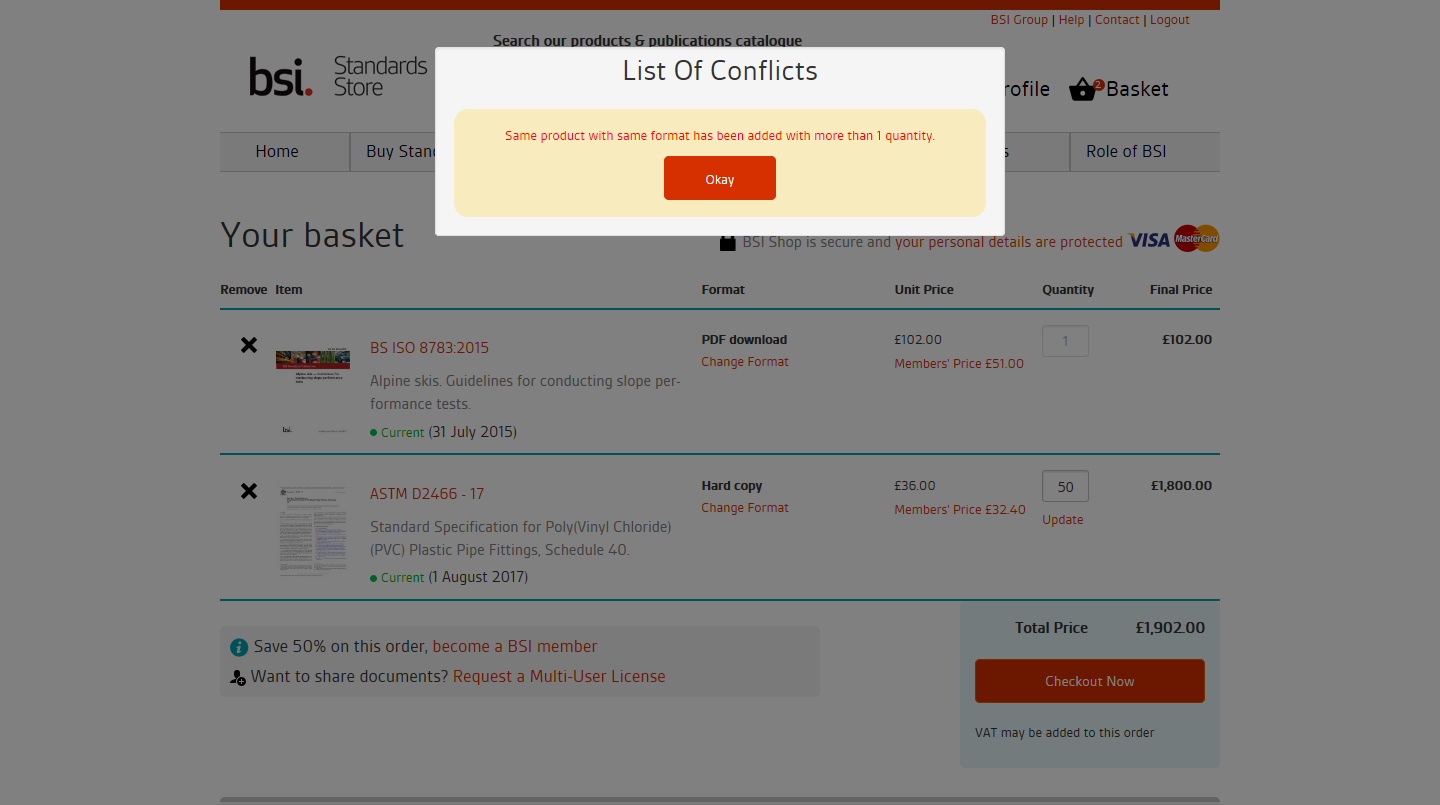 BSI Group | Help | Contact | Logout
Search our products & publications catalogue
bsi. Standards Store
List Of Conflicts
Basket
2
Same product with same format has been added with more than 1 quantity.
Okay
Home
Buy
Role of BSI
Your basket
BSI Shop is secure and your personal details are protected VISA MasterCard
Remove Item Format Unit Price Quantity Final Price
BS ISO 8783:2015
Alpine skis. Guidelines for conducting slope per-
formance tests.
Current (31 July 2015)
PDF download
Change Format
£102.00
Members' Price £51.00
1
£102.00
ASTM D2466 - 17
Standard Specification for Poly(Vinyl Chloride)
(PVC) Plastic Pipe Fittings, Schedule 40.
Current (1 August 2017)
Hard copy
Change Format
£36.00
Members' Price £32.40
50
Update
£1,800.00
Save 50% on this order, become a BSI member
Want to share documents? Request a Multi-User License
Total Price £1,902.00
Checkout Now
VAT may be added to this order